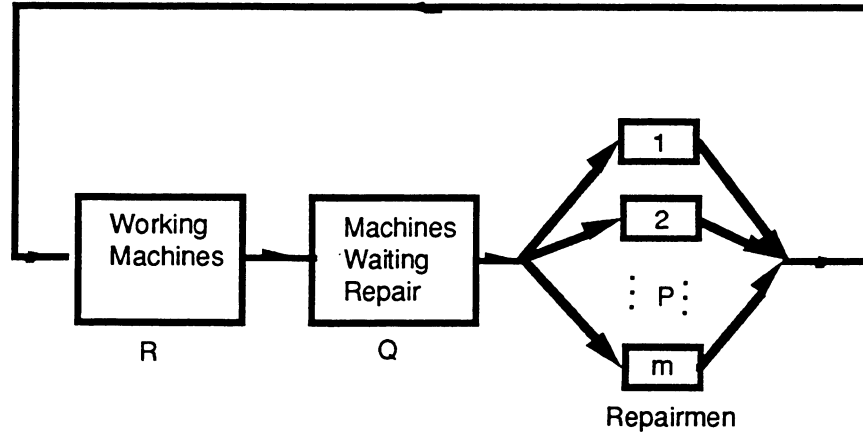 Working
Machines
R
Machines
Waiting
Repair
Q
1
2
P
m
Repairmen